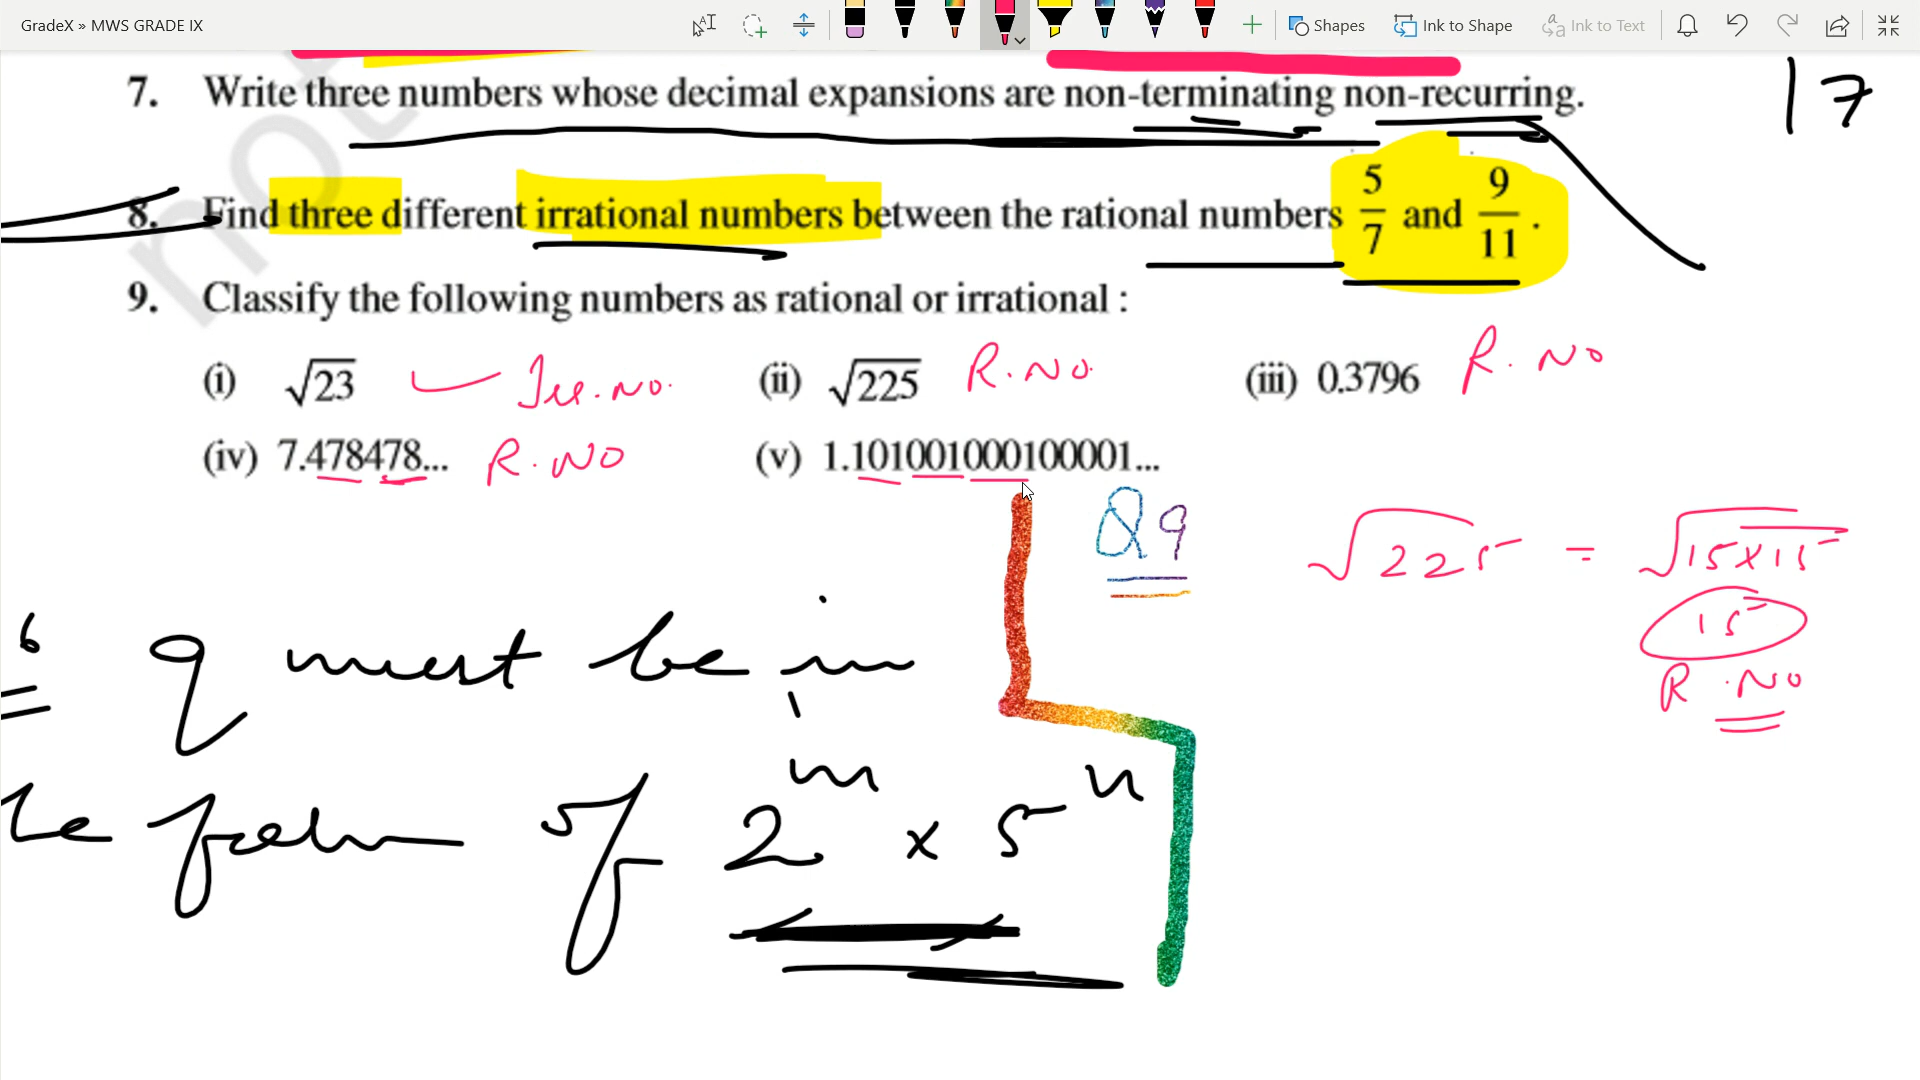 GradeX » MWS GRADE IX
Shapes
Ink to Shape
Ink to Text
7. Write three numbers whose decimal expansions are non-terminating non-recurring.
17
8. Find three different irrational numbers between the rational numbers 5/7 and 9/11.
9. Classify the following numbers as rational or irrational :
(i) √23 Irr. no. (ii) √225 R. No. (iii) 0.3796 R. No
(iv) 7.478478... R. No (v) 1.101001000100001...
Q9
√225 = √15×15
15
R. No
6 q must be in
the form of 2^m × 5^n